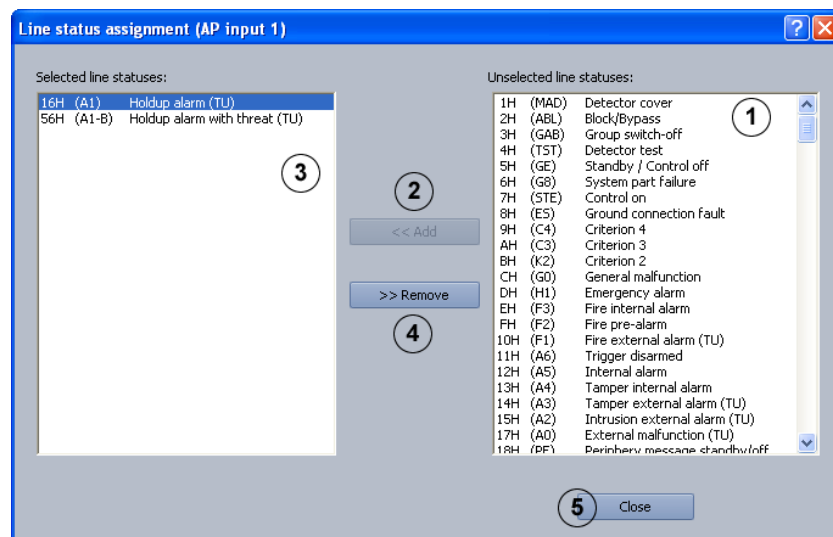 Line status assignment (AP input 1)
Selected line statuses:
16H (A1) Holdup alarm (TU)
56H (A1-B) Holdup alarm with threat (TU)
3
2
<< Add
>> Remove
4
Unselected line statuses:
1H (MAD) Detector cover
2H (ABL) Block/Bypass
3H (GAB) Group switch-off
4H (TST) Detector test
5H (GE) Standby / Control off
6H (G8) System part failure
7H (STE) Control on
8H (ES) Ground connection fault
9H (C4) Criterion 4
AH (C3) Criterion 3
BH (K2) Criterion 2
CH (G0) General malfunction
DH (H1) Emergency alarm
EH (F3) Fire internal alarm
FH (F2) Fire pre-alarm
10H (F1) Fire external alarm (TU)
11H (A6) Trigger disarmed
12H (A5) Internal alarm
13H (A4) Tamper internal alarm
14H (A3) Tamper external alarm (TU)
15H (A2) Intrusion external alarm (TU)
17H (A0) External malfunction (TU)
18H (PE) Periphery message standby/off
1
5
Close